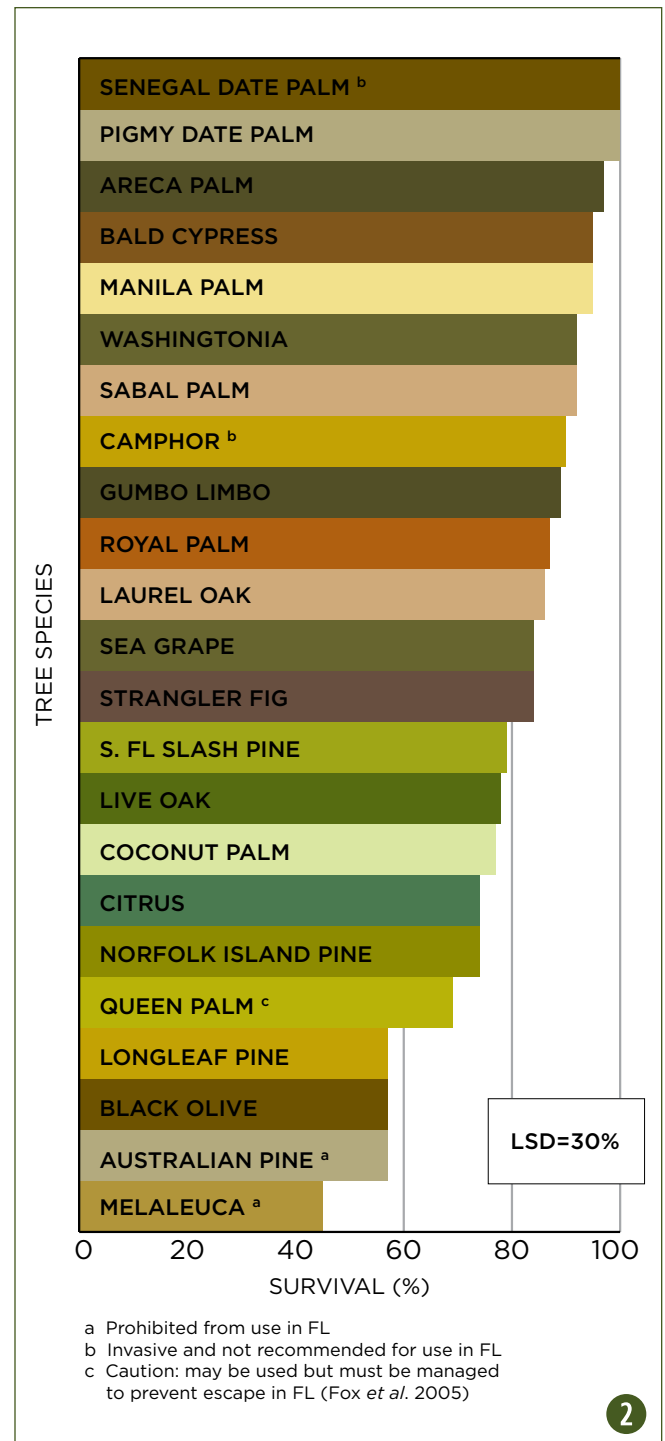 SENEGAL DATE PALM b
PIGMY DATE PALM
ARECA PALM
BALD CYPRESS
MANILA PALM
WASHINGTONIA
SABAL PALM
CAMPHOR b
GUMBO LIMBO
ROYAL PALM
LAUREL OAK
SEA GRAPE
STRANGLER FIG
S. FL SLASH PINE
LIVE OAK
COCONUT PALM
CITRUS
NORFOLK ISLAND PINE
QUEEN PALM c
LONGLEAF PINE
BLACK OLIVE
AUSTRALIAN PINE a
MELALEUCA a
TREE SPECIES
LSD=30%
0 20 40 60 80 100
SURVIVAL (%)
a Prohibited from use in FL
b Invasive and not recommended for use in FL
c Caution: may be used but must be managed
to prevent escape in FL (Fox et al. 2005)
2